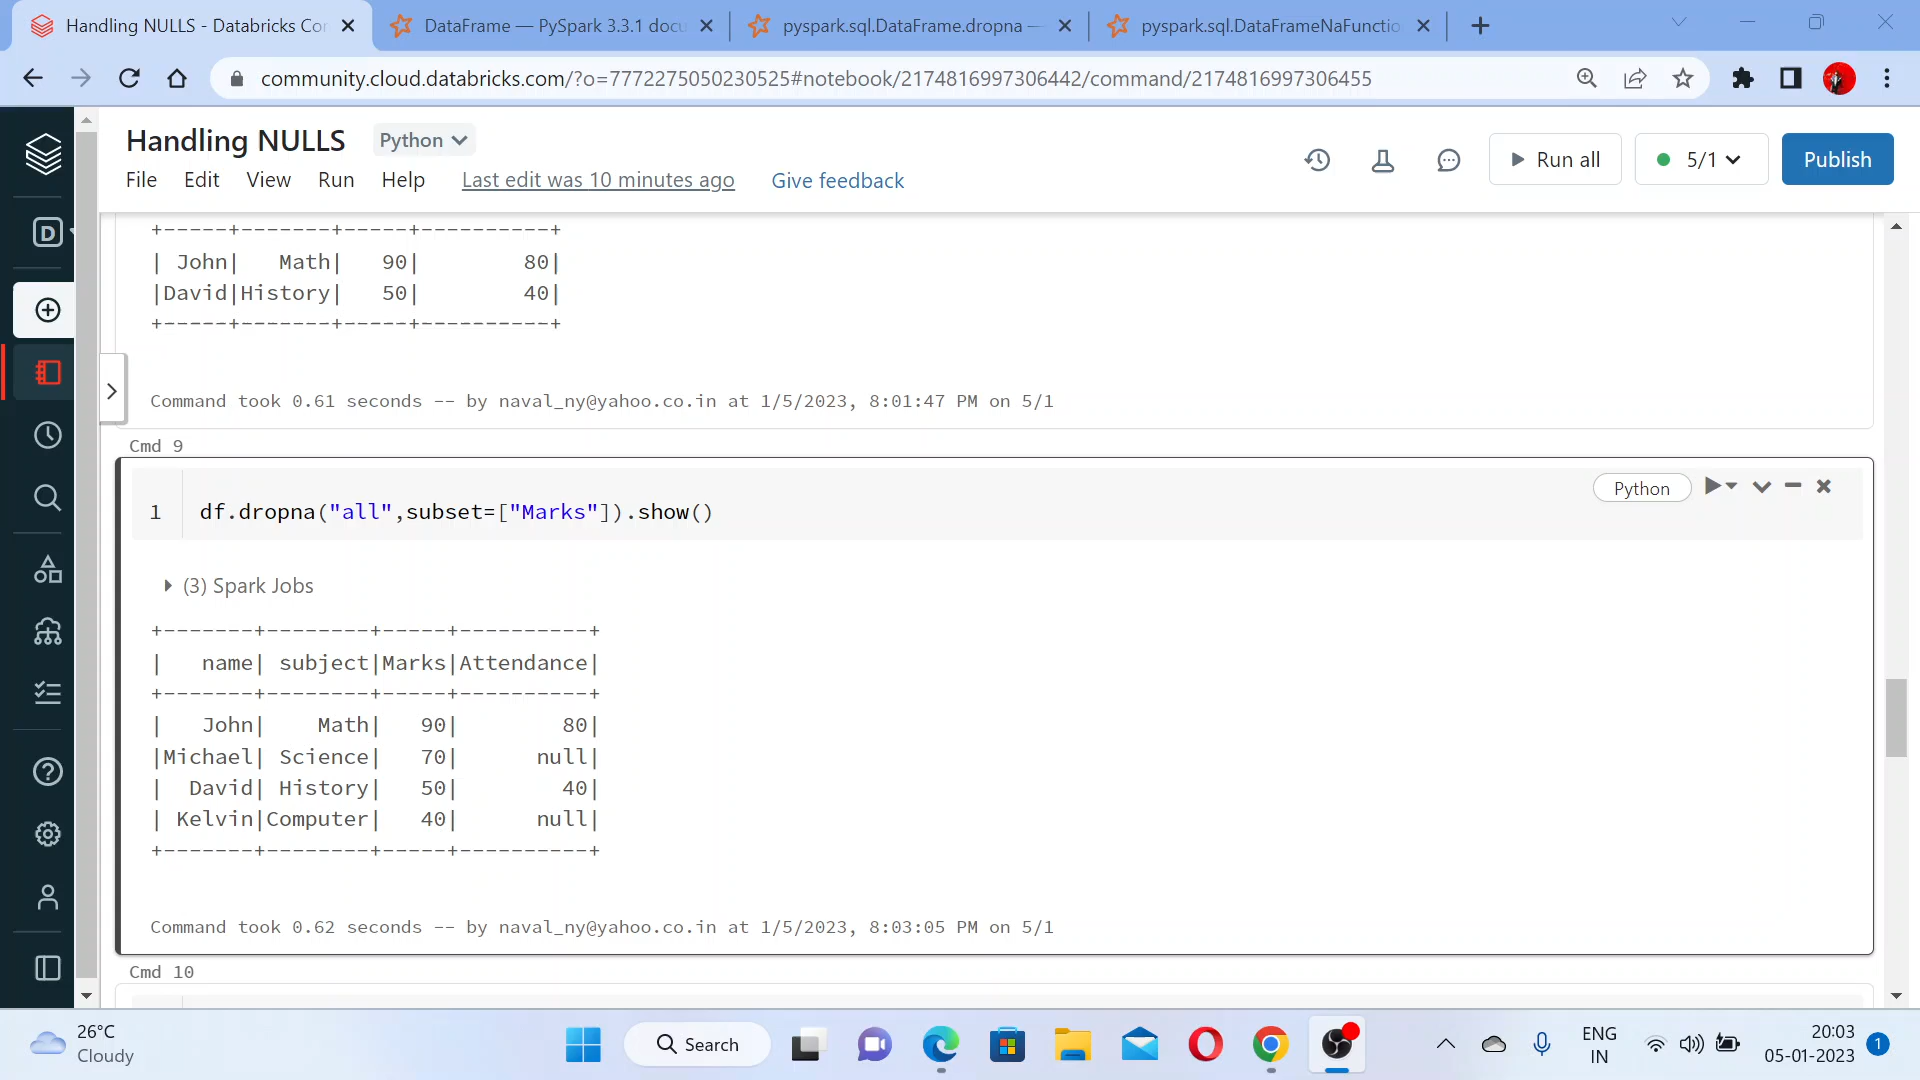 Handling NULLS - Databricks Cor
DataFrame — PySpark 3.3.1 docu
pyspark.sql.DataFrame.dropna —
pyspark.sql.DataFrameNaFunctio
community.cloud.databricks.com/?o=7772275050230525#notebook/2174816997306442/command/2174816997306455
Handling NULLS
Python
File Edit View Run Help Last edit was 10 minutes ago Give feedback
Run all
5/1
Publish
D
+-----+-------+-----+----------+
| John|   Math|   90|        80|
|David|History|   50|        40|
+-----+-------+-----+----------+
Command took 0.61 seconds -- by naval_ny@yahoo.co.in at 1/5/2023, 8:01:47 PM on 5/1
Cmd 9
Python
1 df.dropna("all",subset=["Marks"]).show()
(3) Spark Jobs
+-------+--------+-----+----------+
|   name| subject|Marks|Attendance|
+-------+--------+-----+----------+
|   John|    Math|   90|        80|
|Michael| Science|   70|      null|
|  David| History|   50|        40|
| Kelvin|Computer|   40|      null|
+-------+--------+-----+----------+
Command took 0.62 seconds -- by naval_ny@yahoo.co.in at 1/5/2023, 8:03:05 PM on 5/1
Cmd 10
26°C
Cloudy
Search
ENG
IN
20:03
05-01-2023
1